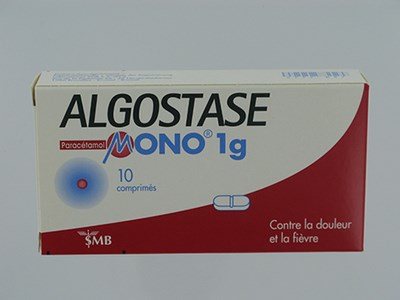 ALGOSTASE
Paracétamol MONO® 1g
10
comprimés
Contre la douleur
et la fièvre
SMB